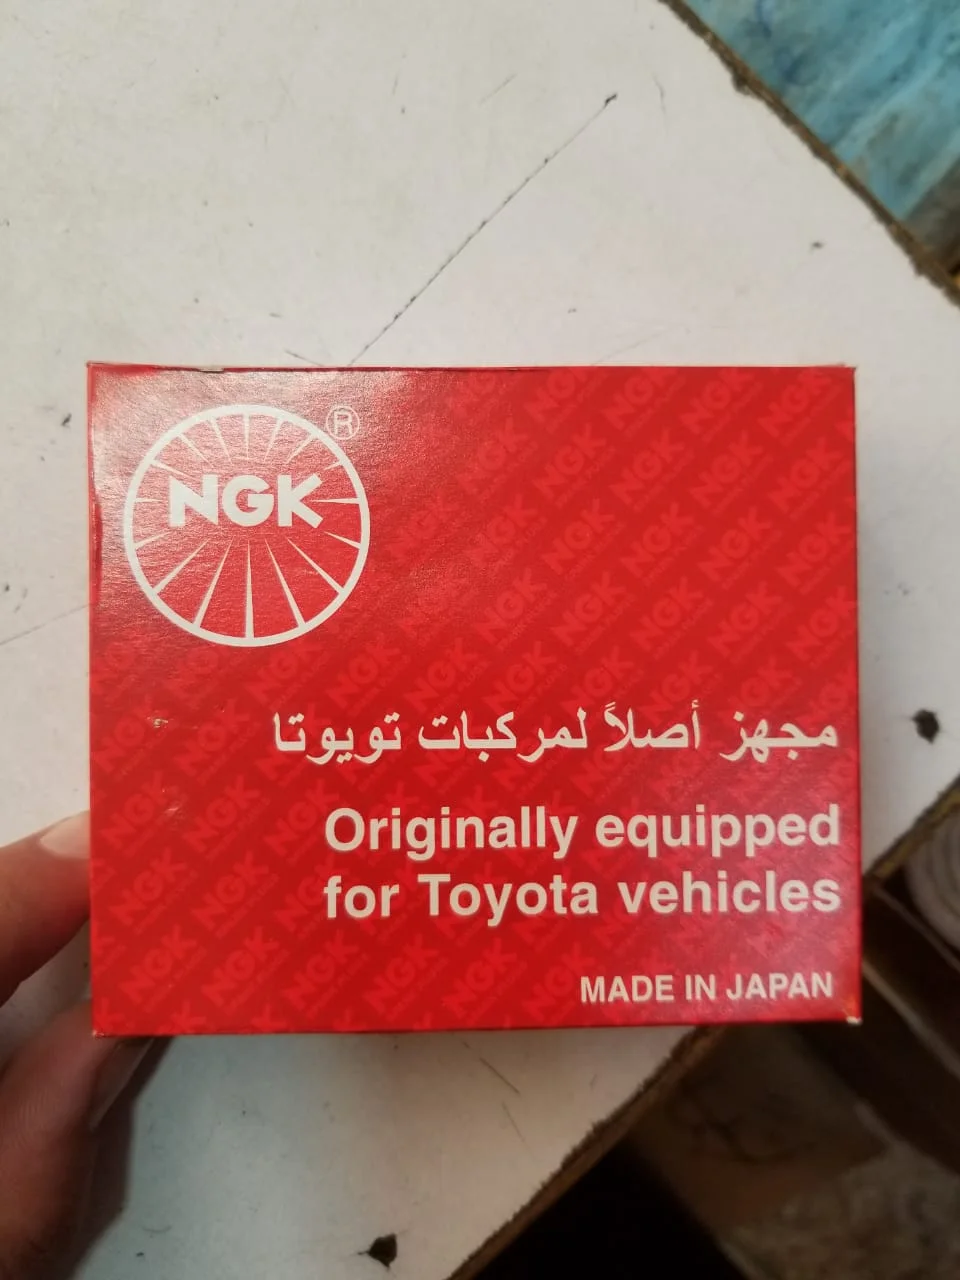 NGK
®
مجهز أصلاً لمركبات تويوتا
Originally equipped
for Toyota vehicles
MADE IN JAPAN